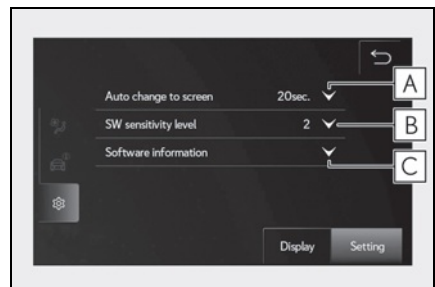 A
Auto change to screen 20sec.
SW sensitivity level 2
B
Software information
C
Display Setting